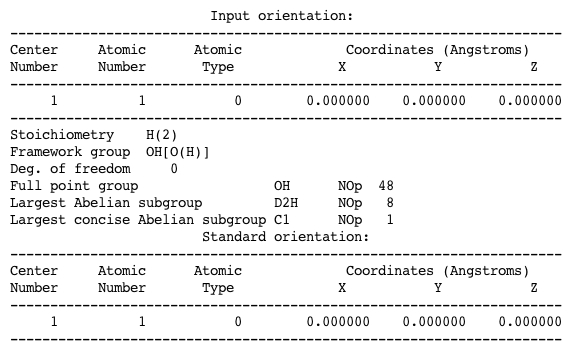 Input orientation:
---------------------------------------------------------------------
Center     Atomic      Atomic             Coordinates (Angstroms)
Number     Number       Type             X           Y           Z
---------------------------------------------------------------------
1          1           0        0.000000    0.000000    0.000000
---------------------------------------------------------------------
Stoichiometry    H(2)
Framework group  OH[O(H)]
Deg. of freedom     0
Full point group                 OH      NOp  48
Largest Abelian subgroup         D2H     NOp   8
Largest concise Abelian subgroup C1      NOp   1
Standard orientation:
---------------------------------------------------------------------
Center     Atomic      Atomic             Coordinates (Angstroms)
Number     Number       Type             X           Y           Z
---------------------------------------------------------------------
1          1           0        0.000000    0.000000    0.000000
---------------------------------------------------------------------